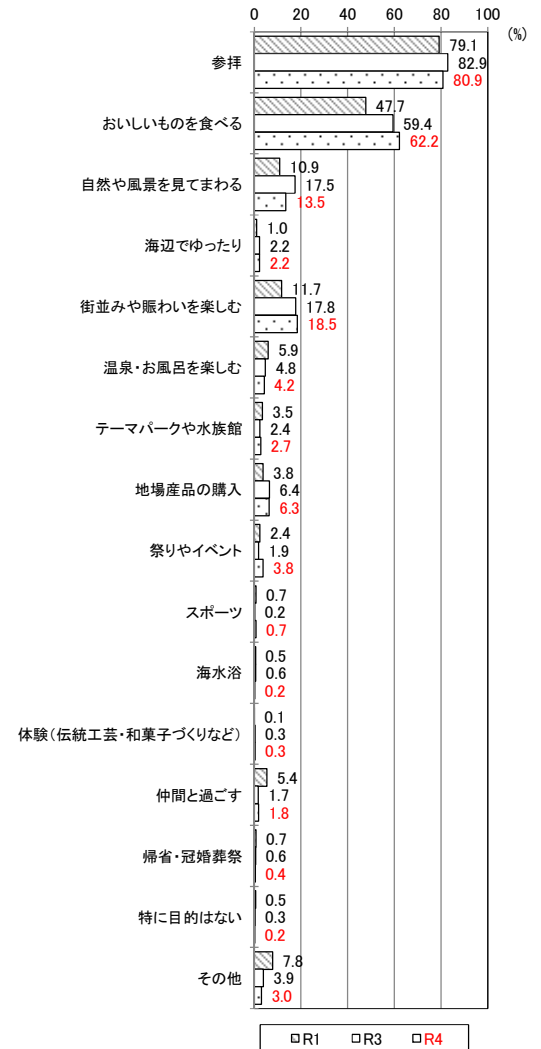 0 20 40 60 80 100
(%)
参拝
79.1
82.9
80.9
おいしいものを食べる
47.7
59.4
62.2
自然や風景を見てまわる
10.9
17.5
13.5
海辺でゆったり
1.0
2.2
2.2
街並みや賑わいを楽しむ
11.7
17.8
18.5
温泉・お風呂を楽しむ
5.9
4.8
4.2
テーマパークや水族館
3.5
2.4
2.7
地場産品の購入
3.8
6.4
6.3
祭りやイベント
2.4
1.9
3.8
スポーツ
0.7
0.2
0.7
海水浴
0.5
0.6
0.2
体験（伝統工芸・和菓子づくりなど）
0.1
0.3
0.3
仲間と過ごす
5.4
1.7
1.8
帰省・冠婚葬祭
0.7
0.6
0.4
特に目的はない
0.5
0.3
0.2
その他
7.8
3.9
3.0
R1 R3 R4